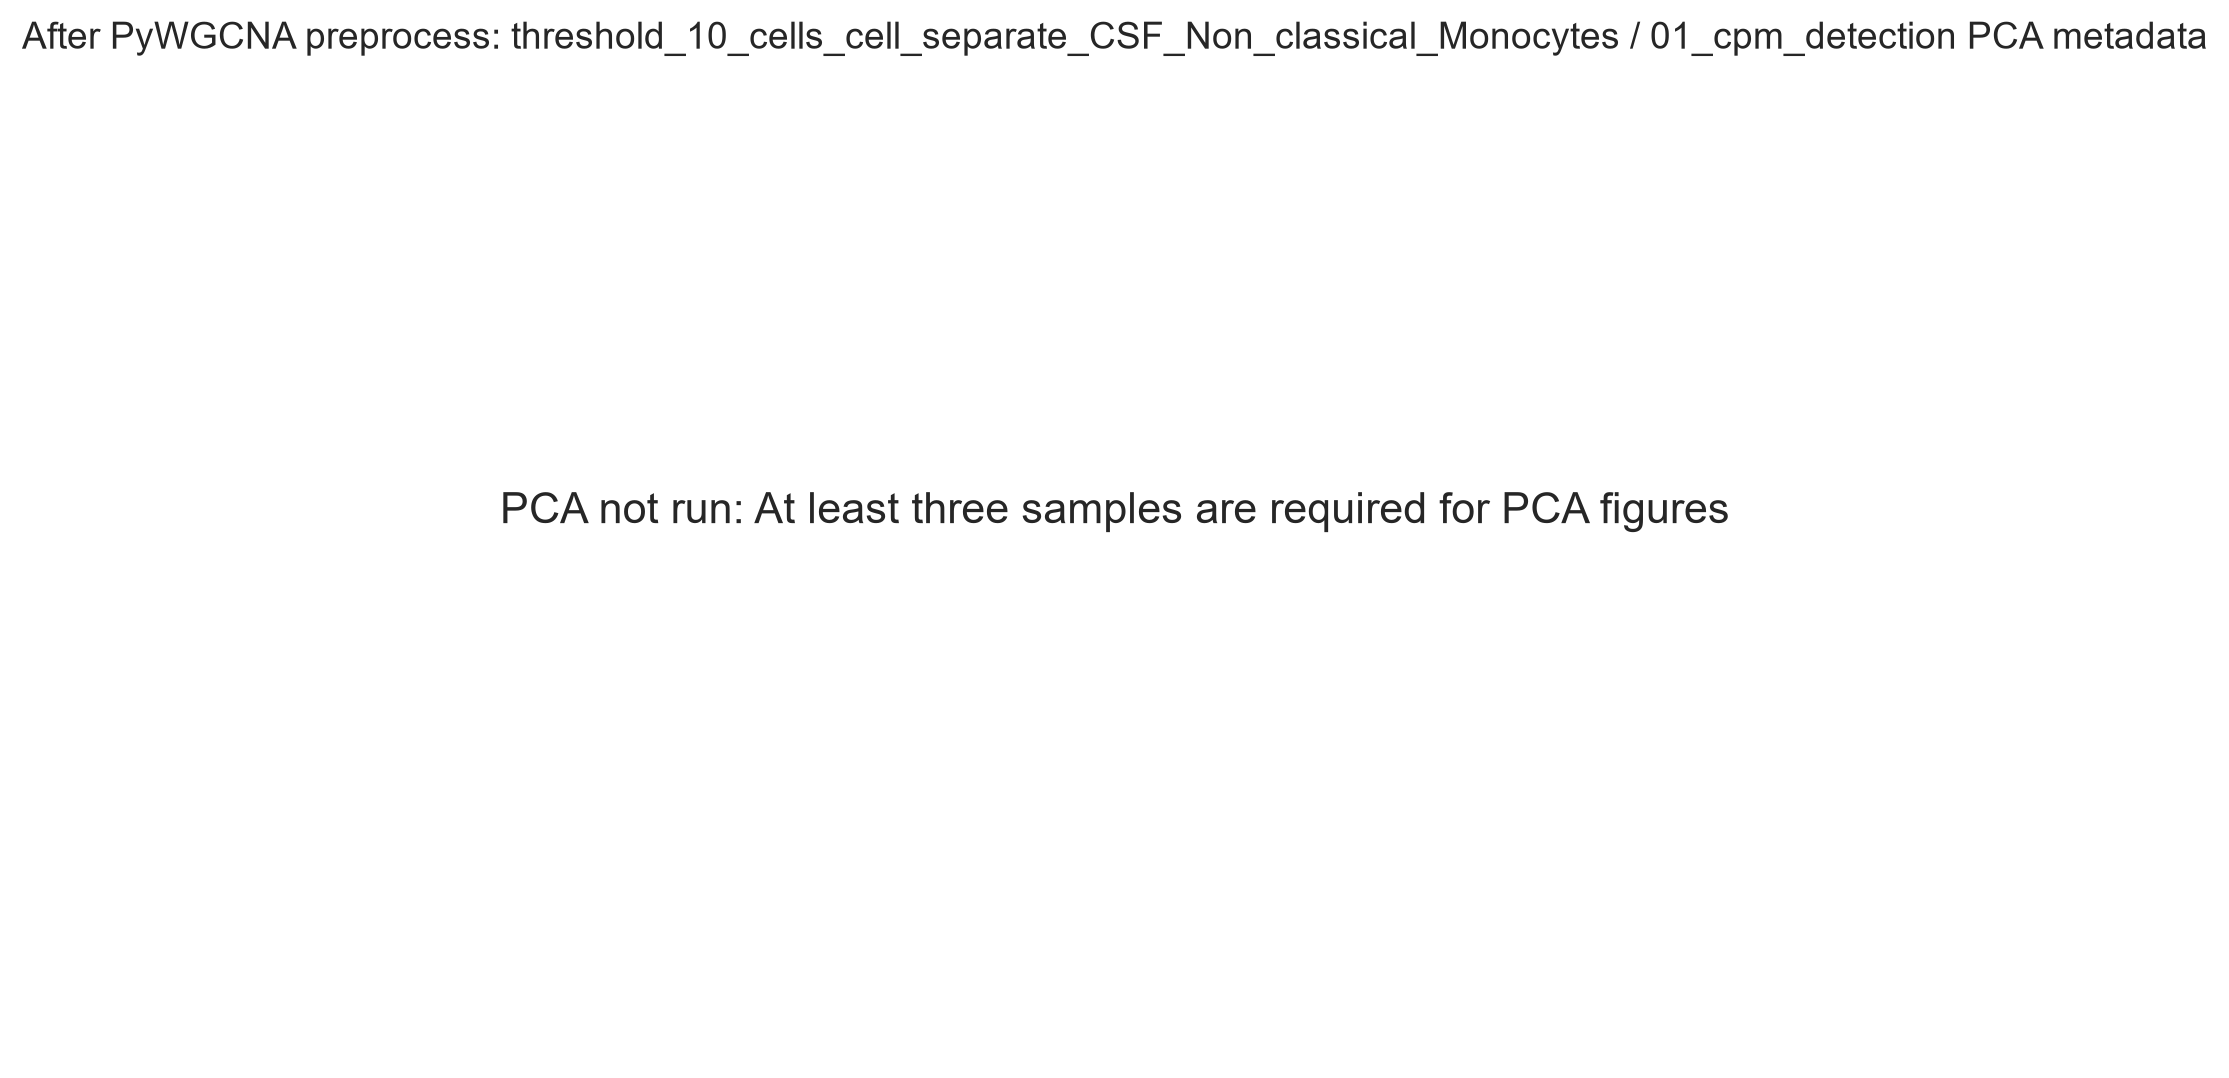 After PyWGCNA preprocess: threshold_10_cells_cell_separate_CSF_Non_classical_Monocytes / 01_cpm_detection PCA metadata
PCA not run: At least three samples are required for PCA figures